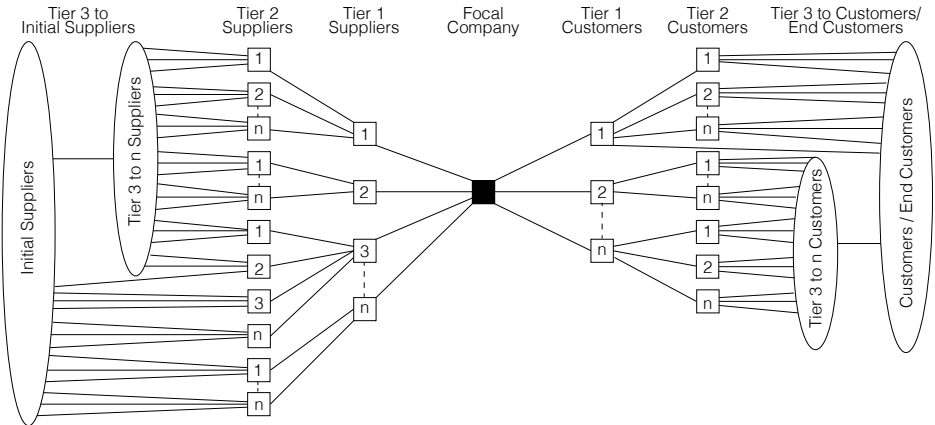 Tier 3 to
Initial Suppliers
Tier 2
Suppliers
Tier 1
Suppliers
Focal
Company
Tier 1
Customers
Tier 2
Customers
Tier 3 to Customers/
End Customers
Initial Suppliers
Tier 3 to n Suppliers
1
2
n
1
n
1
2
3
n
1
n
1
2
3
n
1
2
n
1
2
n
1
n
1
2
n
Tier 3 to n Customers
Customers / End Customers